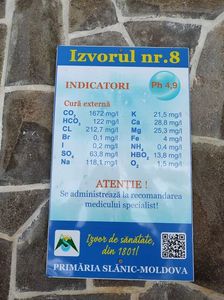 Izvorul nr.8
INDICATORI Ph 4,9
Cură externă
CO₂ 1672 mg/l K 21,5 mg/l
HCO₃ 122 mg/l Ca 28,8 mg/l
CL 212,7 mg/l Mg 25,3 mg/l
Br 0,1 mg/l Fe 4 mg/l
I 0,2 mg/l NH₄ 0,4 mg/l
SO₄ 63,8 mg/l HBO₂ 13,8 mg/l
Na 118,1 mg/l O₂ 1,5 mg/l
ATENȚIE !
Se administrează la recomandarea
medicului specialist!
Izvor de sănătate,
din 1801!
PRIMĂRIA SLĂNIC-MOLDOVA